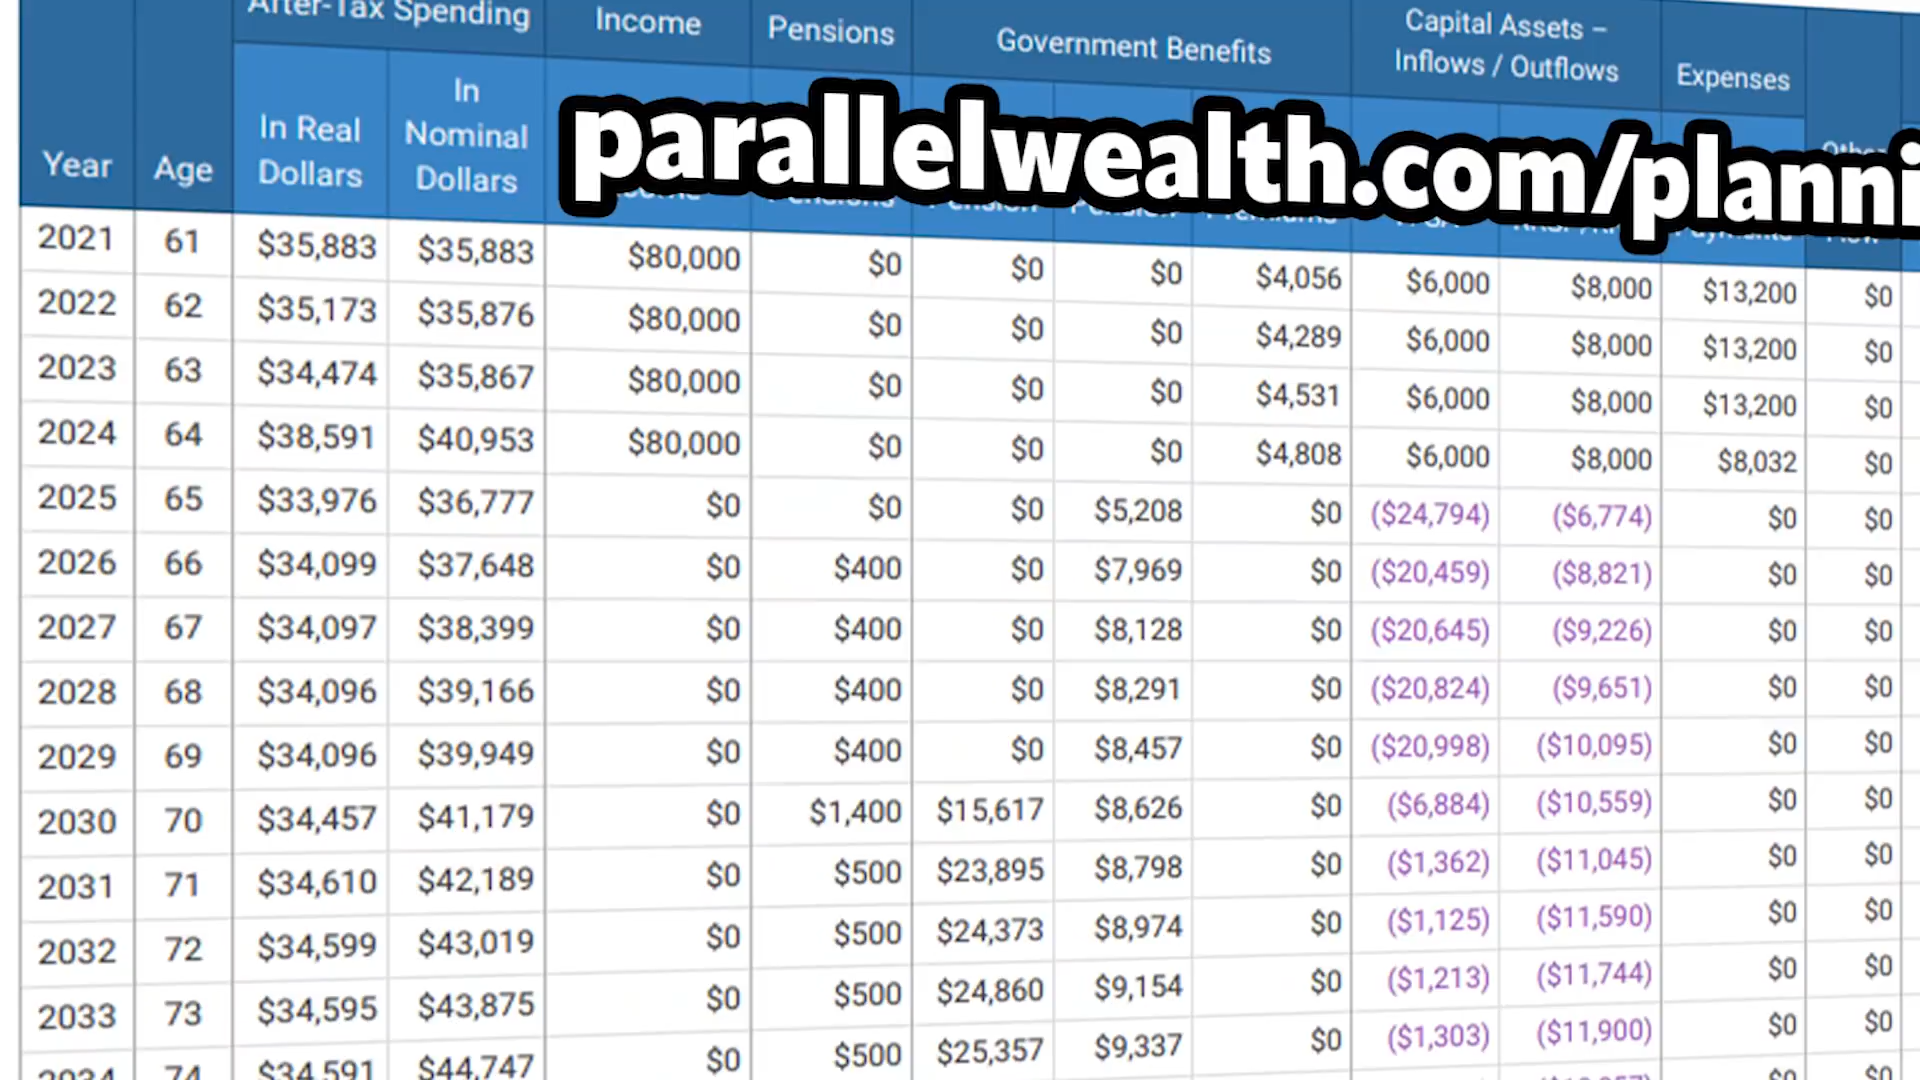 After-Tax Spending Income Pensions Government Benefits Capital Assets – Inflows / Outflows Expenses
Year Age In Real Dollars In Nominal Dollars
parallelwealth.com/planni
2021 61 $35,883 $35,883 $80,000 $0 $0 $0 $4,056 $6,000 $8,000 $13,200 $0
2022 62 $35,173 $35,876 $80,000 $0 $0 $0 $4,289 $6,000 $8,000 $13,200 $0
2023 63 $34,474 $35,867 $80,000 $0 $0 $0 $4,531 $6,000 $8,000 $13,200 $0
2024 64 $38,591 $40,953 $80,000 $0 $0 $0 $4,808 $6,000 $8,000 $8,032 $0
2025 65 $33,976 $36,777 $0 $0 $0 $5,208 $0 ($24,794) ($6,774) $0 $0
2026 66 $34,099 $37,648 $0 $400 $0 $7,969 $0 ($20,459) ($8,821) $0 $0
2027 67 $34,097 $38,399 $0 $400 $0 $8,128 $0 ($20,645) ($9,226) $0 $0
2028 68 $34,096 $39,166 $0 $400 $0 $8,291 $0 ($20,824) ($9,651) $0 $0
2029 69 $34,096 $39,949 $0 $400 $0 $8,457 $0 ($20,998) ($10,095) $0 $0
2030 70 $34,457 $41,179 $0 $1,400 $15,617 $8,626 $0 ($6,884) ($10,559) $0 $0
2031 71 $34,610 $42,189 $0 $500 $23,895 $8,798 $0 ($1,362) ($11,045) $0 $0
2032 72 $34,599 $43,019 $0 $500 $24,373 $8,974 $0 ($1,125) ($11,590) $0 $0
2033 73 $34,595 $43,875 $0 $500 $24,860 $9,154 $0 ($1,213) ($11,744) $0 $0
2034 74 $34,591 $44,747 $0 $500 $25,357 $9,337 $0 ($1,303) ($11,900) $0 $0